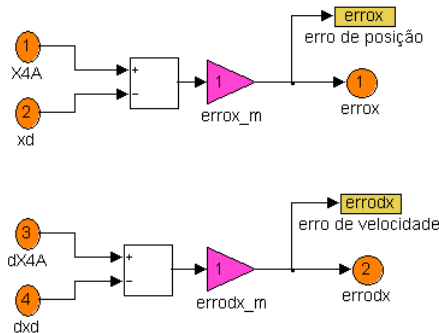 errox
erro de posição
1
X4A
+
−
1
errox_m
1
errox
2
xd
errodx
erro de velocidade
3
dX4A
+
−
1
errodx_m
2
errodx
4
dxd